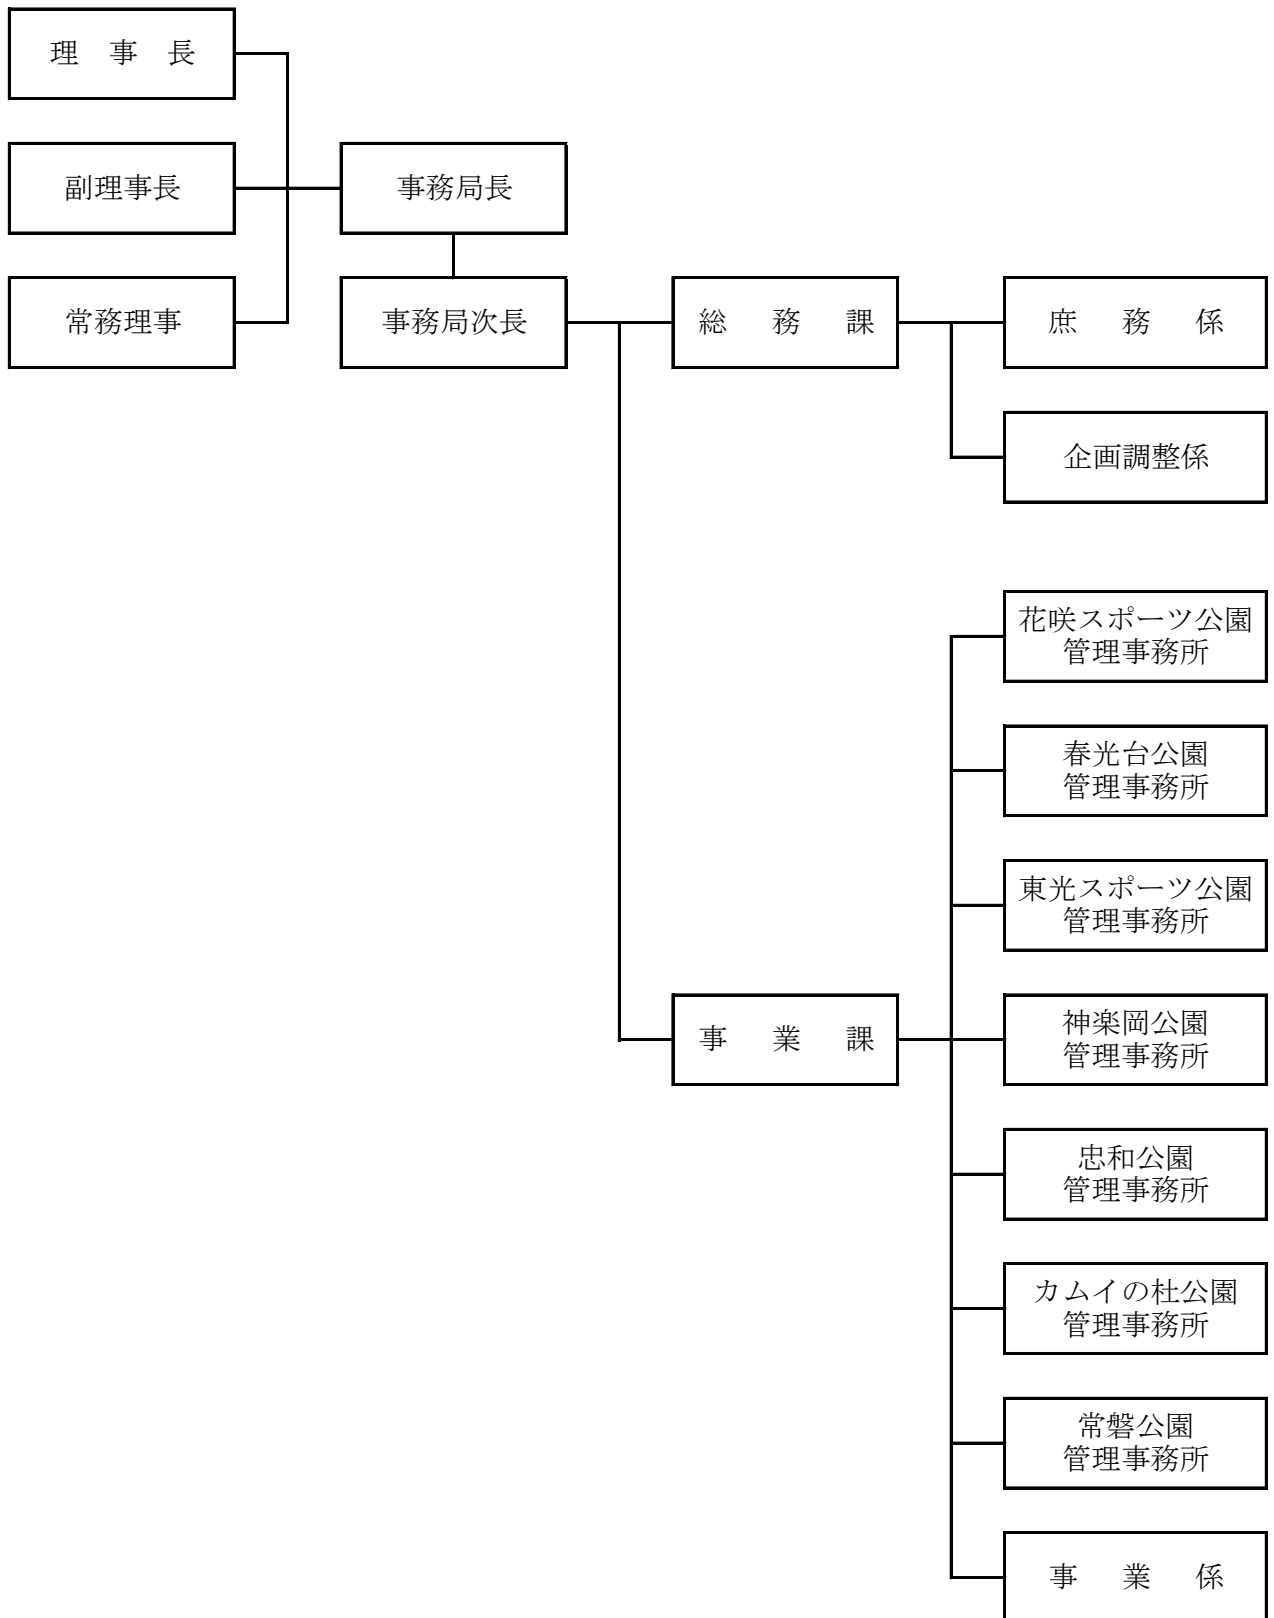 理　事　長
副理事長
事務局長
常務理事
事務局次長
総　務　課
庶　務　係
企画調整係
花咲スポーツ公園
管理事務所
春光台公園
管理事務所
東光スポーツ公園
管理事務所
事　業　課
神楽岡公園
管理事務所
忠和公園
管理事務所
カムイの杜公園
管理事務所
常磐公園
管理事務所
事　業　係